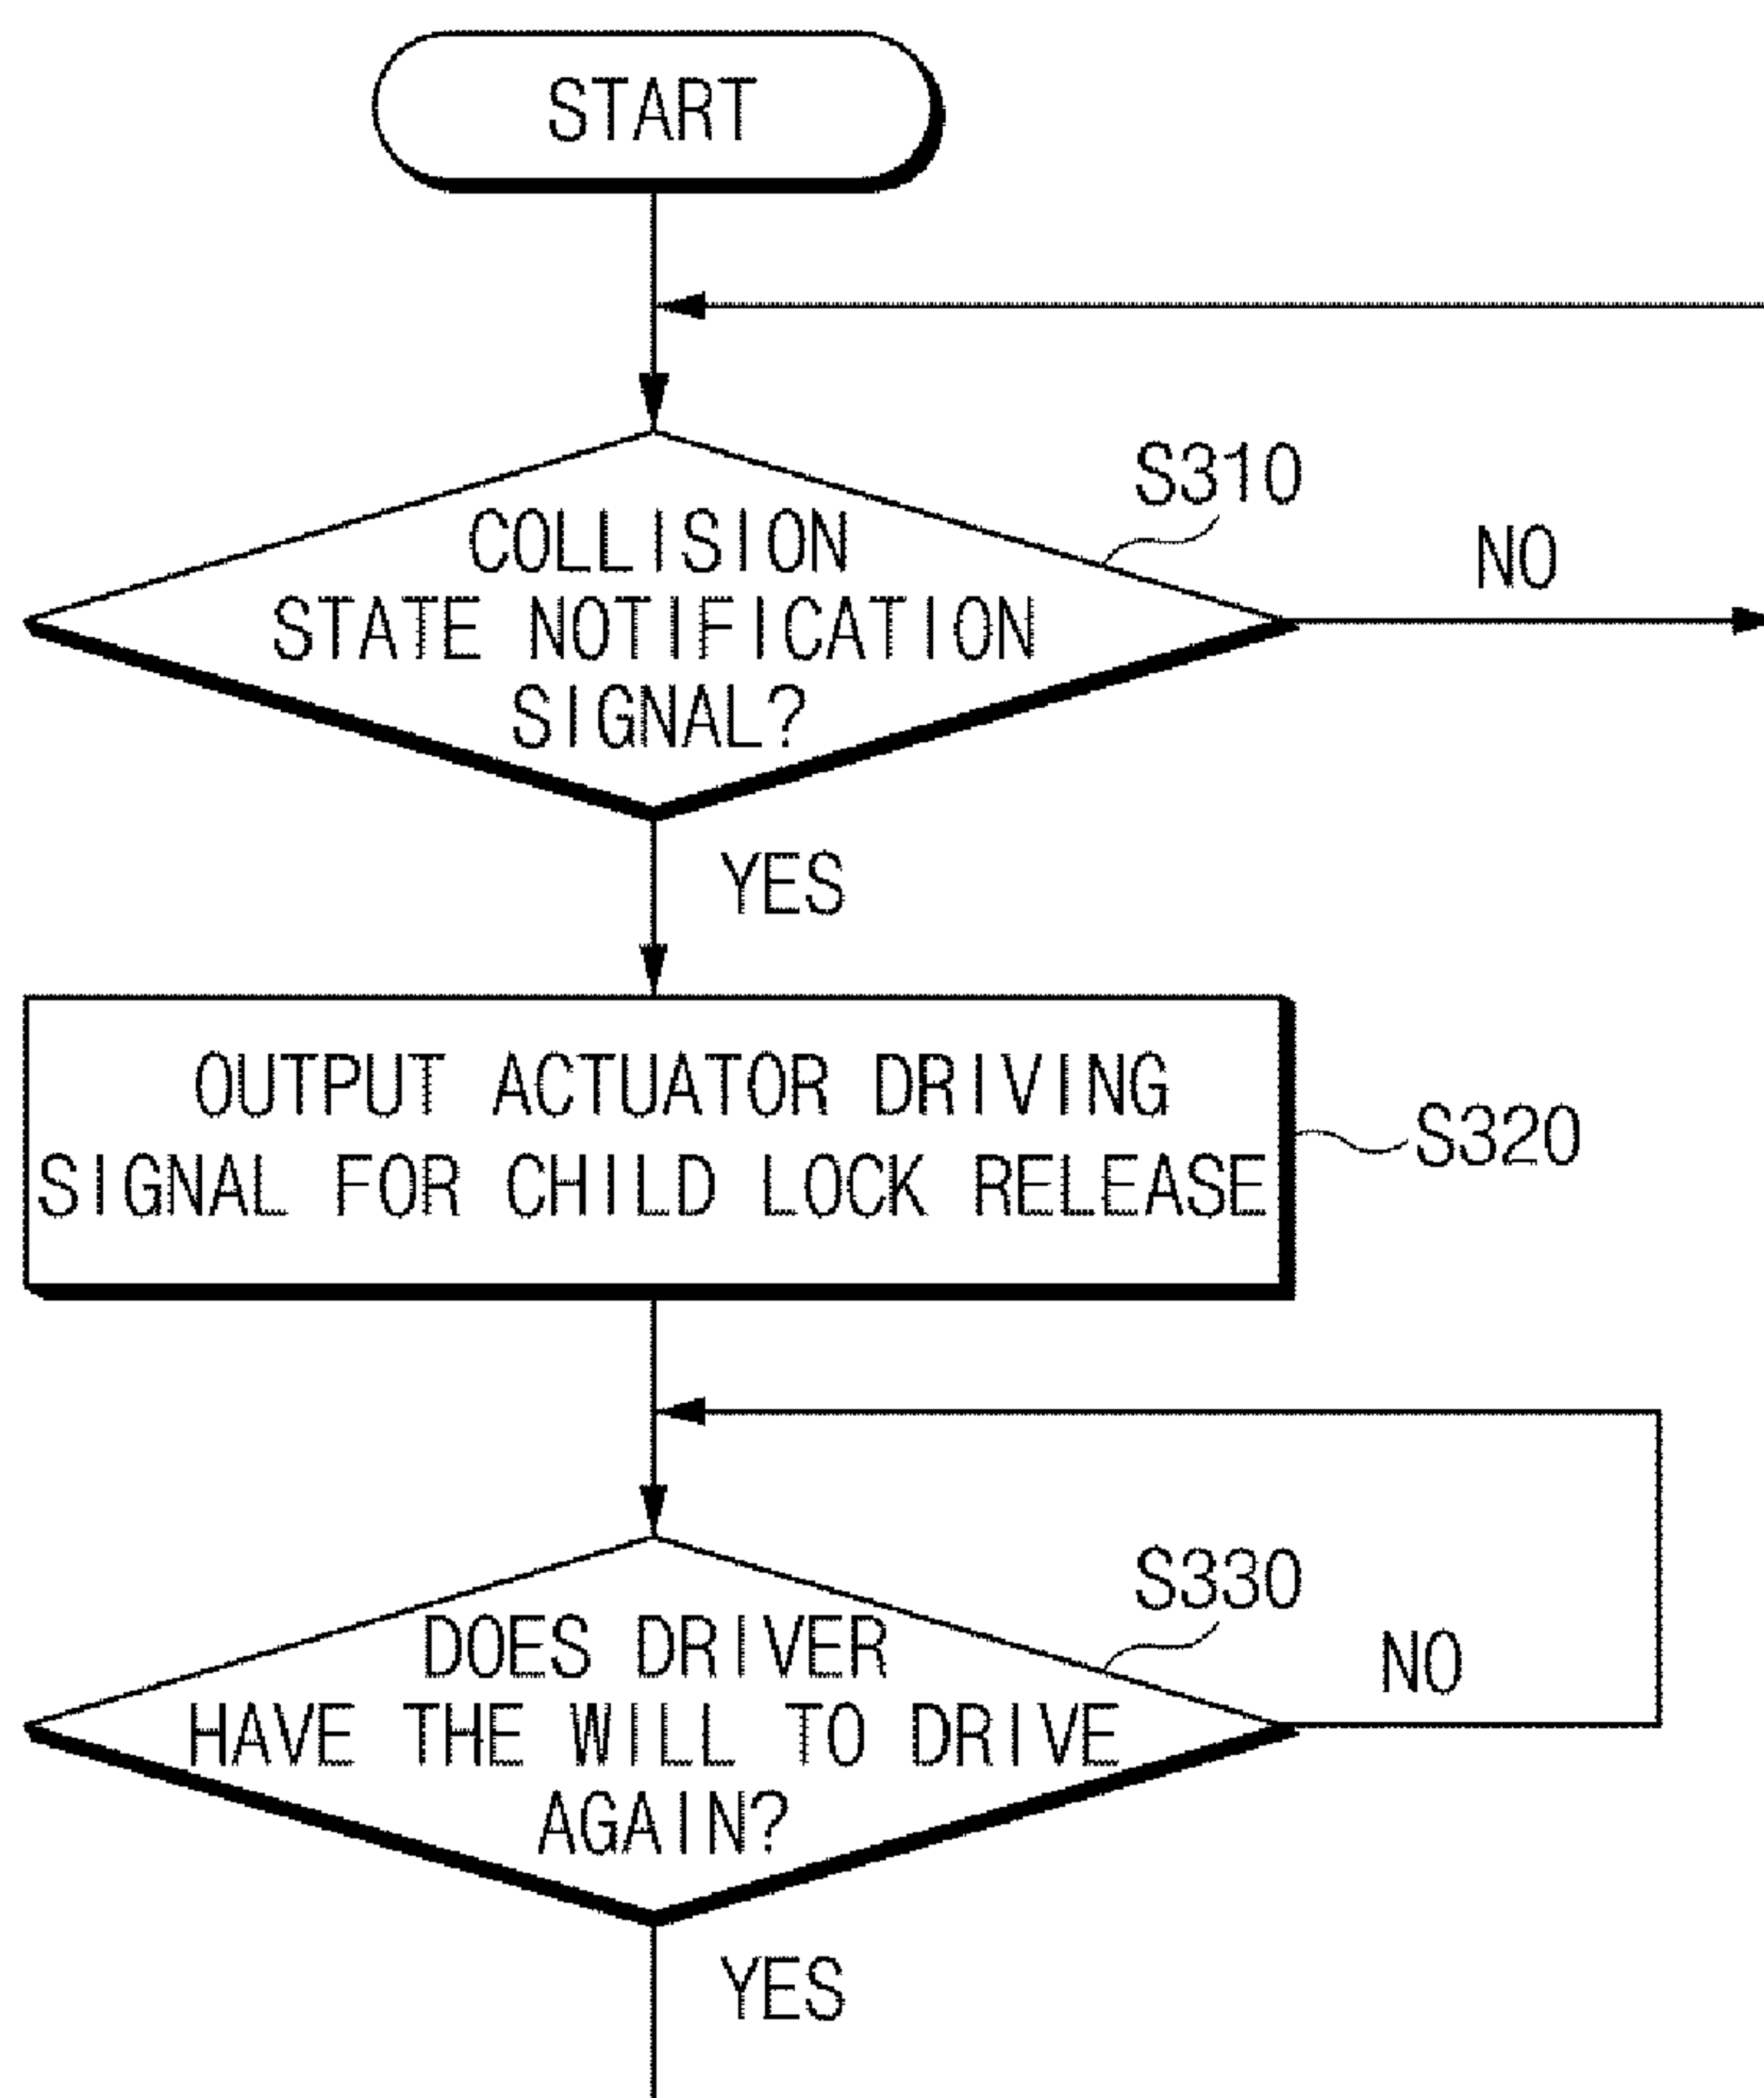 START
S310
COLLISION
STATE NOTIFICATION
SIGNAL?
NO
YES
OUTPUT ACTUATOR DRIVING
SIGNAL FOR CHILD LOCK RELEASE
S320
S330
DOES DRIVER
HAVE THE WILL TO DRIVE
AGAIN?
NO
YES